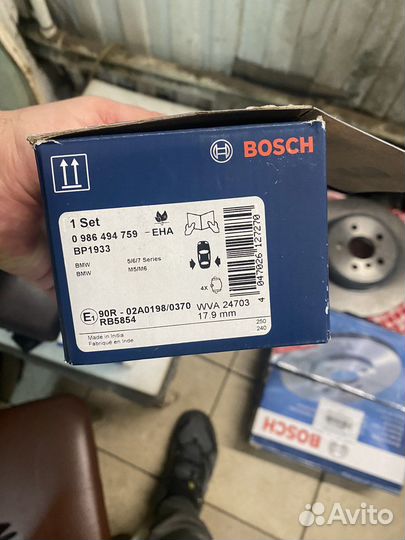 BOSCH
1 Set
0 986 494 759 -EHA
BP1933
BMW 5/6/7 Series
BMW M5/M6
4X
4 047026 127270
E1 90R - 02A0198/0370 WVA 24703
RB5854 17.9 mm
Made in India
Fabriqué en Inde
250
240
BOSCH
Avito